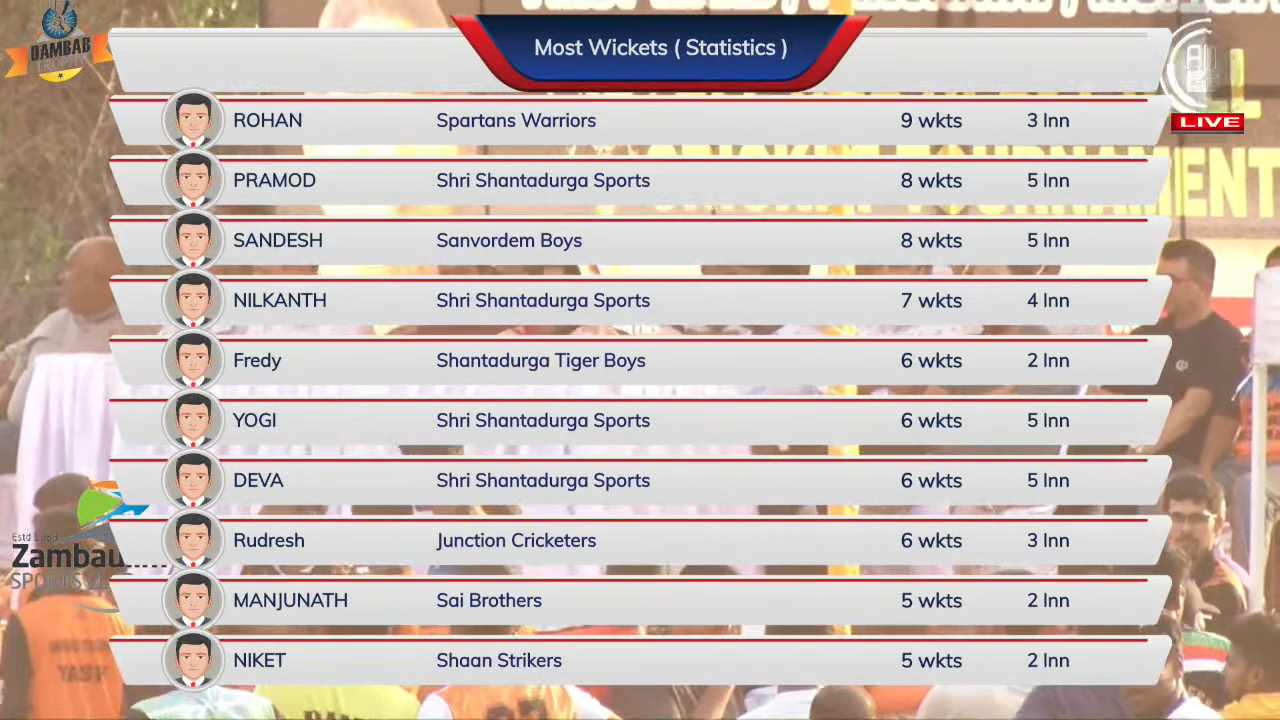 Most Wickets ( Statistics )
DAMBAB
TROPHY
LIVE
ROHAN Spartans Warriors 9 wkts 3 Inn
PRAMOD Shri Shantadurga Sports 8 wkts 5 Inn
SANDESH Sanvordem Boys 8 wkts 5 Inn
NILKANTH Shri Shantadurga Sports 7 wkts 4 Inn
Fredy Shantadurga Tiger Boys 6 wkts 2 Inn
YOGI Shri Shantadurga Sports 6 wkts 5 Inn
DEVA Shri Shantadurga Sports 6 wkts 5 Inn
Rudresh Junction Cricketers 6 wkts 3 Inn
MANJUNATH Sai Brothers 5 wkts 2 Inn
NIKET Shaan Strikers 5 wkts 2 Inn
Zambau
SPORTS